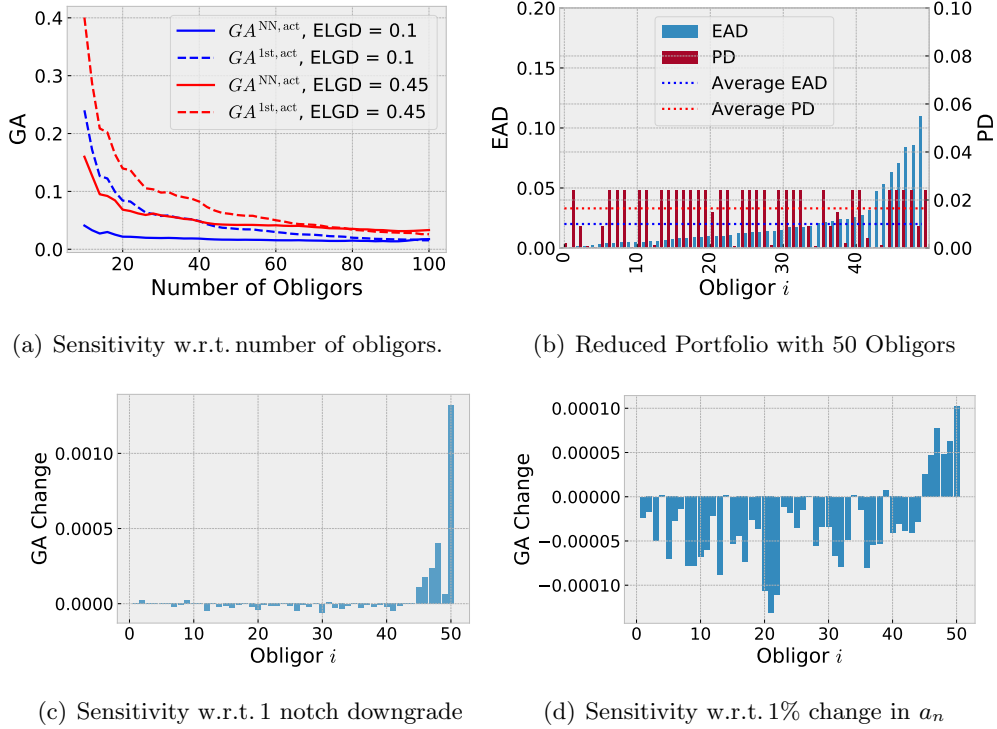 GA
0.4
0.3
0.2
0.1
0.0
20
40
60
80
100
Number of Obligors
GA^{NN,act}, ELGD = 0.1
GA^{1st,act}, ELGD = 0.1
GA^{NN,act}, ELGD = 0.45
GA^{1st,act}, ELGD = 0.45
(a) Sensitivity w.r.t. number of obligors.
EAD
0.20
0.15
0.10
0.05
0.00
0
10
20
30
40
Obligor i
PD
0.10
0.08
0.06
0.04
0.02
0.00
EAD
PD
Average EAD
Average PD
(b) Reduced Portfolio with 50 Obligors
GA Change
0.0010
0.0005
0.0000
0
10
20
30
40
50
Obligor i
(c) Sensitivity w.r.t. 1 notch downgrade
GA Change
0.00010
0.00005
0.00000
−0.00005
−0.00010
0
10
20
30
40
50
Obligor i
(d) Sensitivity w.r.t. 1% change in a_n